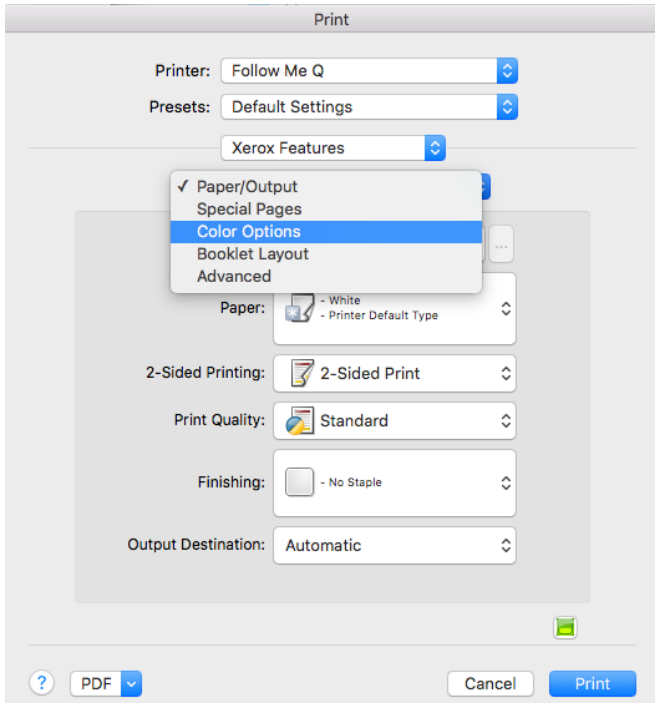 Print
Printer: Follow Me Q
Presets: Default Settings
Xerox Features
✓ Paper/Output
Special Pages
Color Options
Booklet Layout
Advanced
...
Paper: - White
- Printer Default Type
2-Sided Printing: 2-Sided Print
Print Quality: Standard
Finishing: - No Staple
Output Destination: Automatic
? PDF Cancel Print